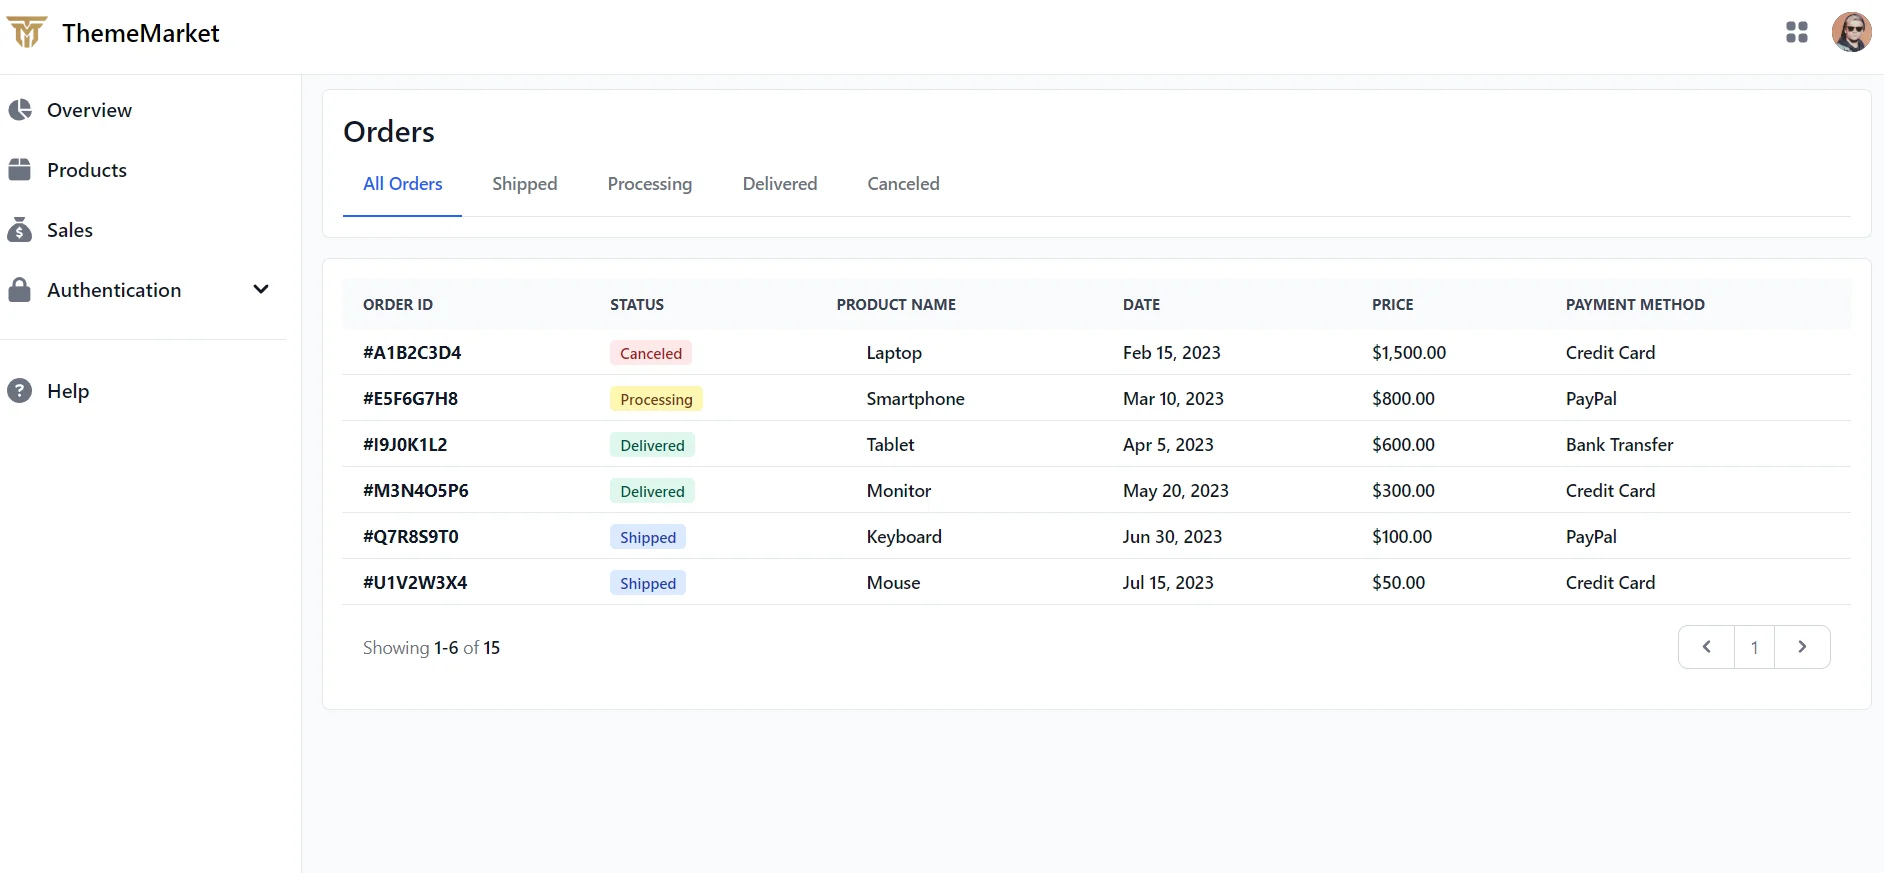 ThemeMarket
Overview
Products
Sales
Authentication
Help
Orders
All Orders Shipped Processing Delivered Canceled
ORDER ID STATUS PRODUCT NAME DATE PRICE PAYMENT METHOD
#A1B2C3D4 Canceled Laptop Feb 15, 2023 $1,500.00 Credit Card
#E5F6G7H8 Processing Smartphone Mar 10, 2023 $800.00 PayPal
#I9J0K1L2 Delivered Tablet Apr 5, 2023 $600.00 Bank Transfer
#M3N4O5P6 Delivered Monitor May 20, 2023 $300.00 Credit Card
#Q7R8S9T0 Shipped Keyboard Jun 30, 2023 $100.00 PayPal
#U1V2W3X4 Shipped Mouse Jul 15, 2023 $50.00 Credit Card
Showing 1-6 of 15
1